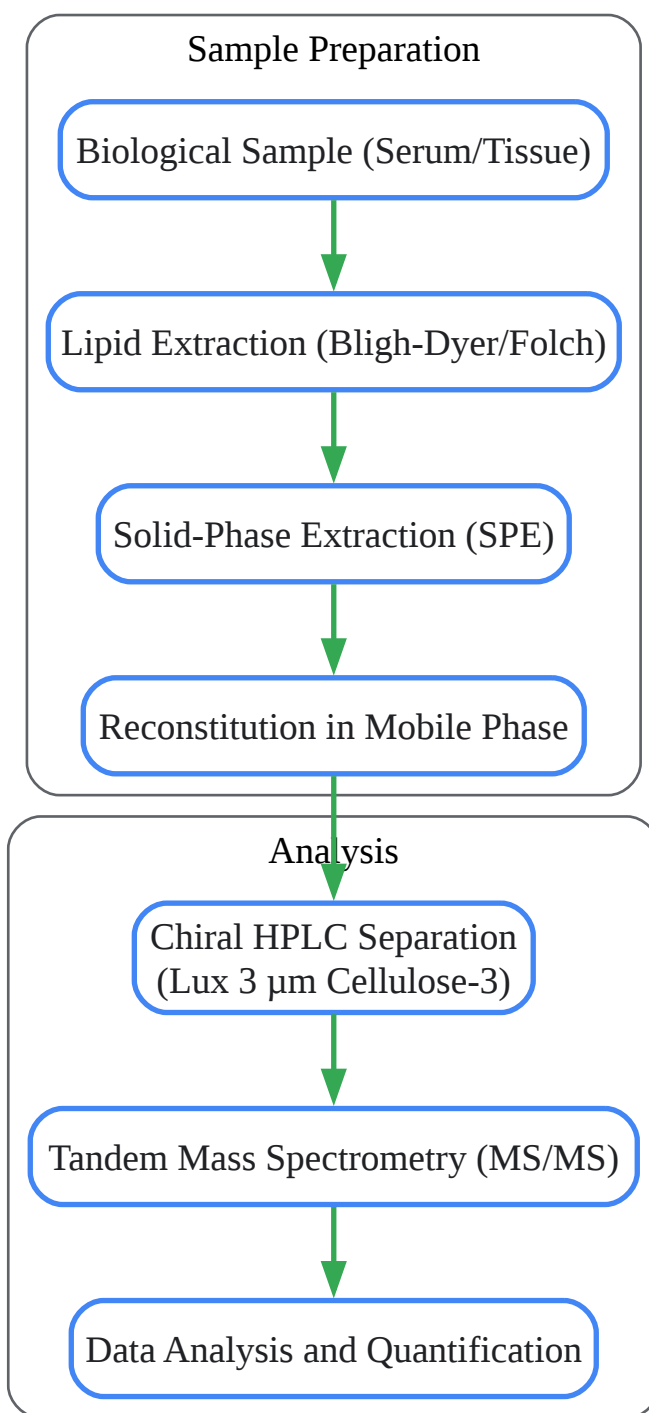 Sample Preparation
Biological Sample (Serum/Tissue)
Lipid Extraction (Bligh-Dyer/Folch)
Solid-Phase Extraction (SPE)
Reconstitution in Mobile Phase
Analysis
Chiral HPLC Separation
(Lux 3 µm Cellulose-3)
Tandem Mass Spectrometry (MS/MS)
Data Analysis and Quantification